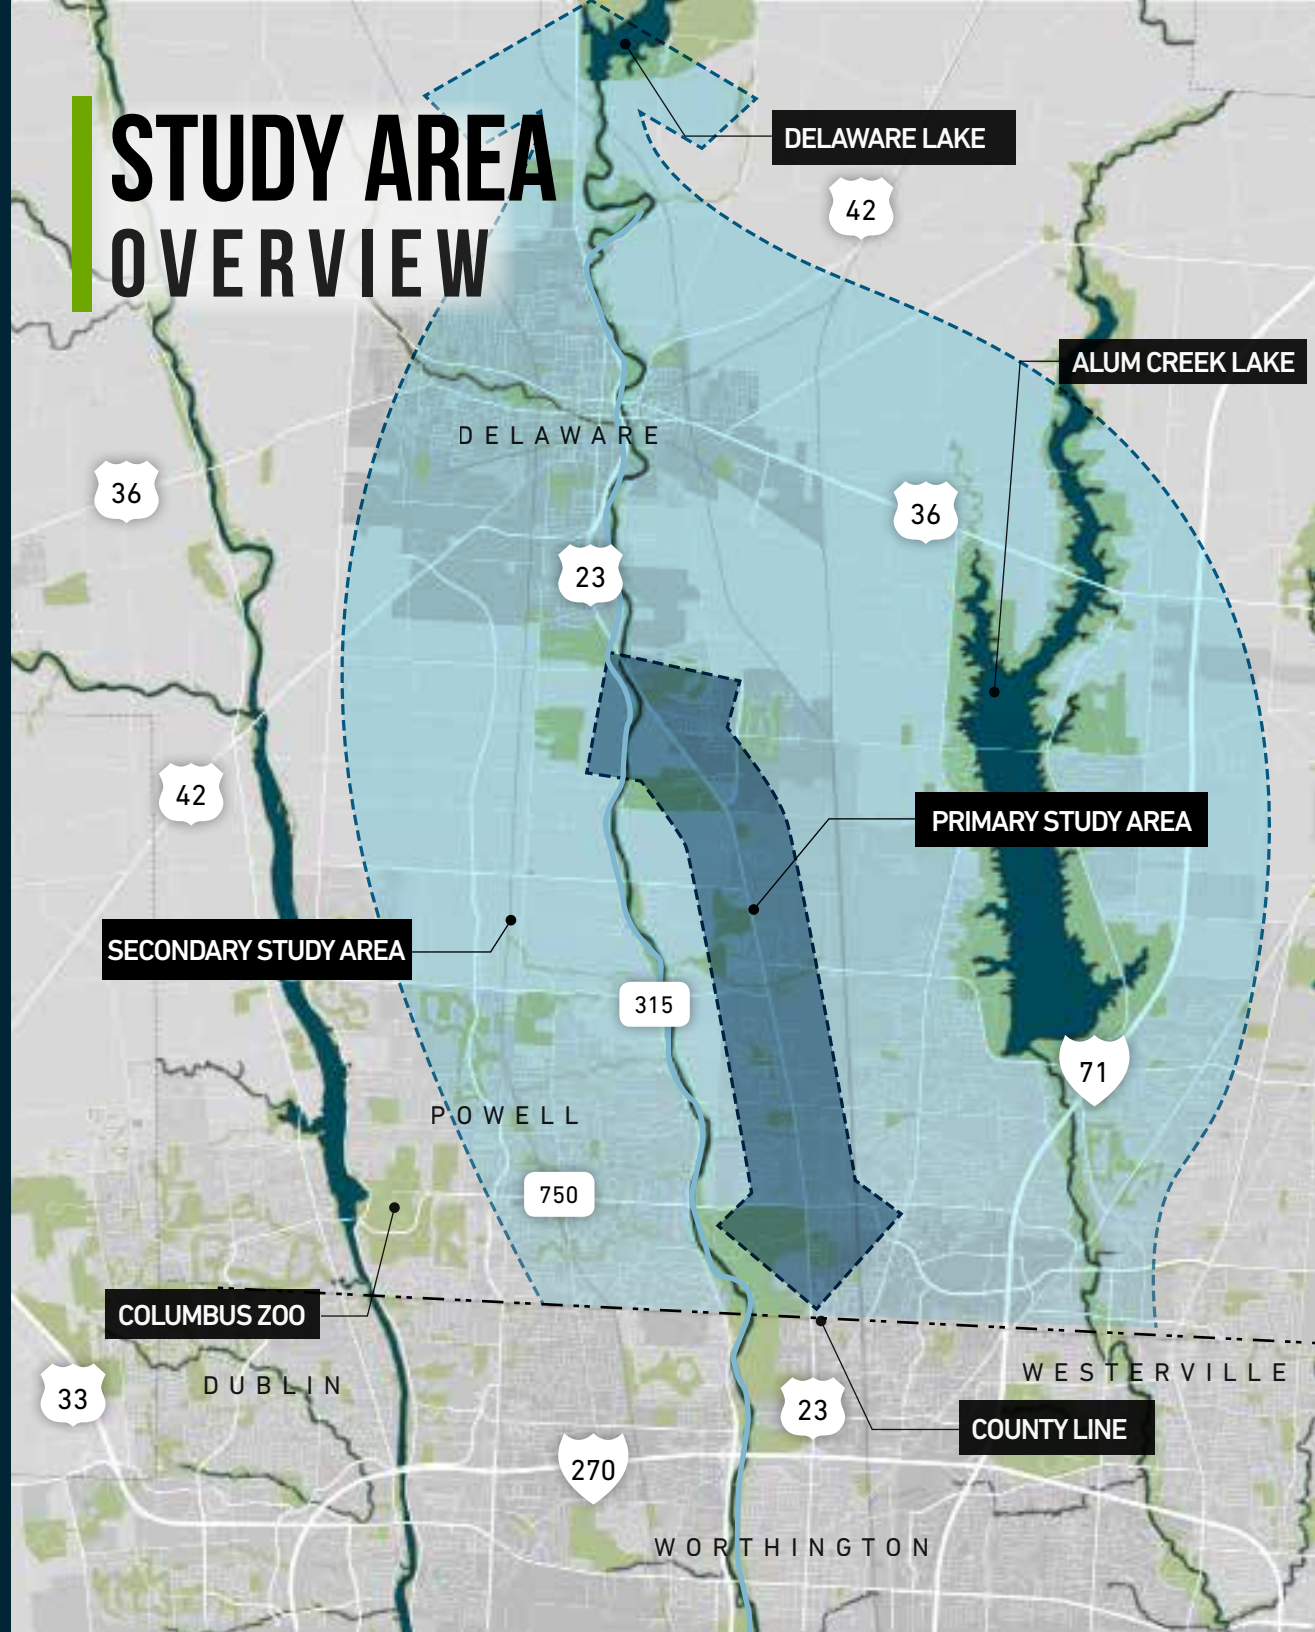 STUDY AREA
OVERVIEW
DELAWARE LAKE
42
ALUM CREEK LAKE
DELAWARE
36
36
23
42
PRIMARY STUDY AREA
SECONDARY STUDY AREA
315
71
POWELL
750
COLUMBUS ZOO
DUBLIN
WESTERVILLE
33
23
COUNTY LINE
270
WORTHINGTON